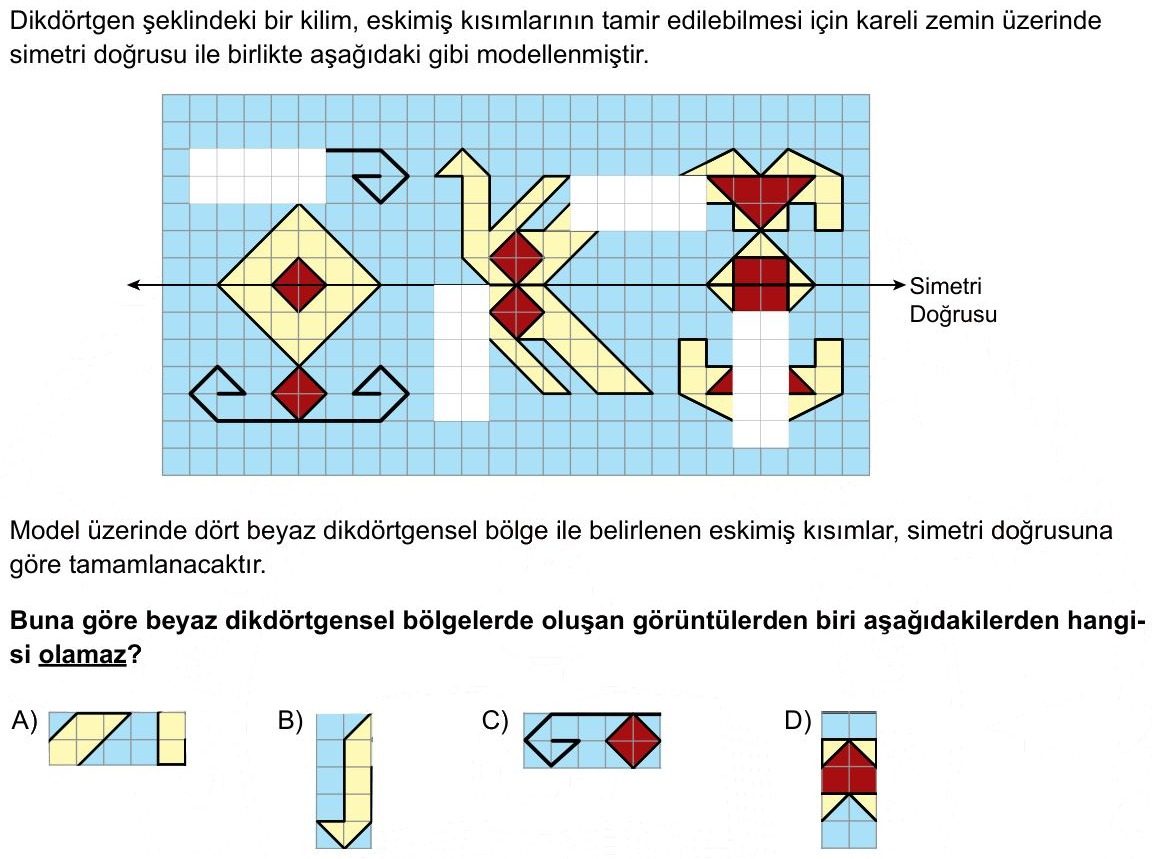 Dikdörtgen şeklindeki bir kilim, eskimiş kısımlarının tamir edilebilmesi için kareli zemin üzerinde
simetri doğrusu ile birlikte aşağıdaki gibi modellenmiştir.
Simetri
Doğrusu
Model üzerinde dört beyaz dikdörtgensel bölge ile belirlenen eskimiş kısımlar, simetri doğrusuna
göre tamamlanacaktır.
Buna göre beyaz dikdörtgensel bölgelerde oluşan görüntülerden biri aşağıdakilerden hangi-
si olamaz?
A) B) C) D)